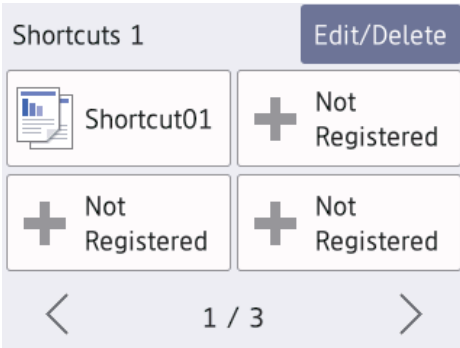 Shortcuts 1
Edit/Delete
Shortcut01
Not
Registered
Not
Registered
Not
Registered
1 / 3